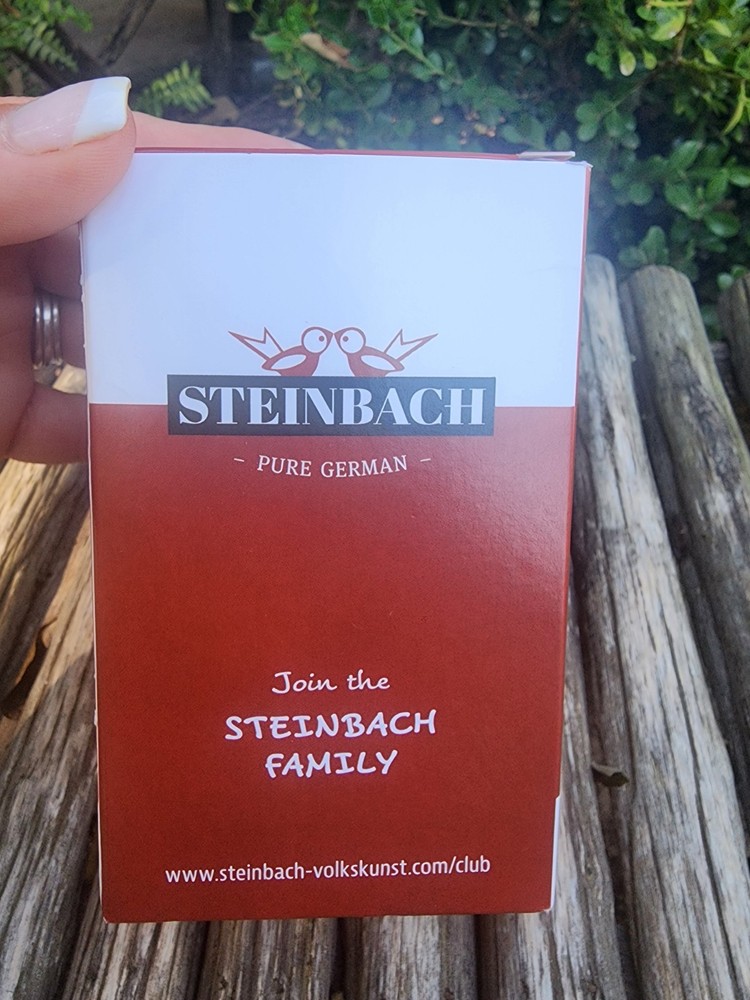 STEINBACH
– PURE GERMAN –
Join the
STEINBACH
FAMILY
www.steinbach-volkskunst.com/club